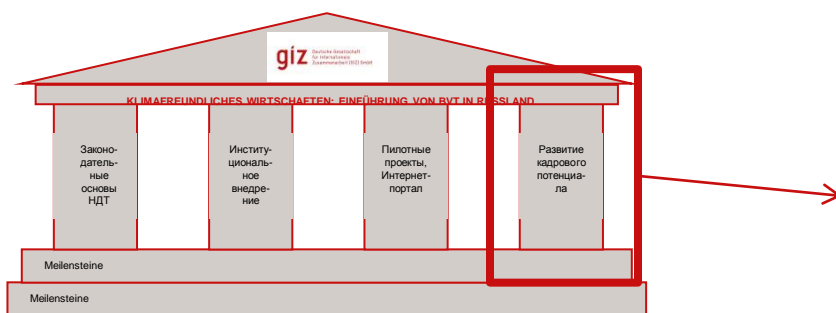 giz Deutsche Gesellschaft
für Internationale
Zusammenarbeit (GIZ) GmbH
KLIMAFREUNDLICHES WIRTSCHAFTEN: EINFÜHRUNG VON BVT IN RUSSLAND
Законо-
датель-
ные
основы
НДТ
Институ-
циональ-
ное
внедре-
ние
Пилотные
проекты,
Интернет-
портал
Развитие
кадрового
потенциа-
ла
Meilensteine
Meilensteine